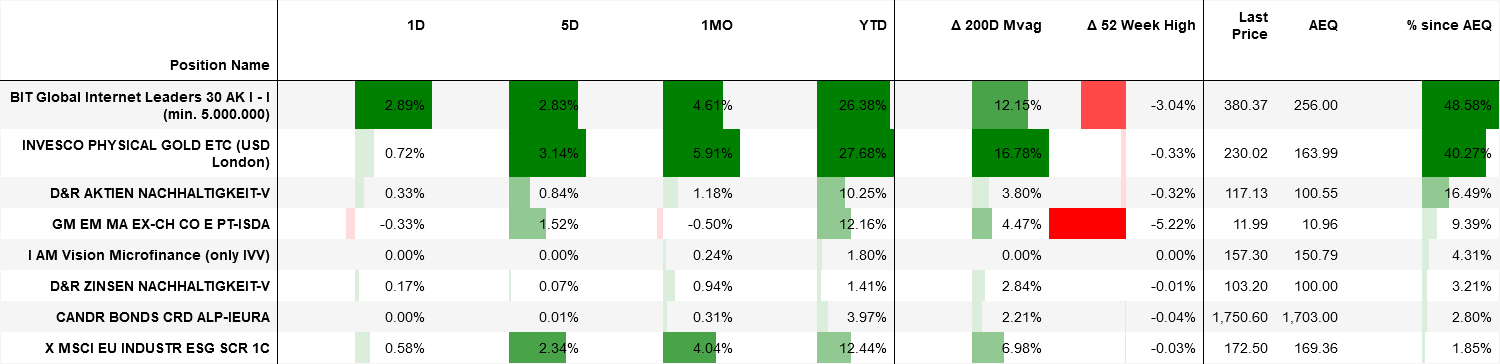 Position Name 1D 5D 1MO YTD Δ 200D Mvag Δ 52 Week High Last Price AEQ % since AEQ
BIT Global Internet Leaders 30 AK I - I (min. 5.000.000) 2.89% 2.83% 4.61% 26.38% 12.15% -3.04% 380.37 256.00 48.58%
INVESCO PHYSICAL GOLD ETC (USD London) 0.72% 3.14% 5.91% 27.68% 16.78% -0.33% 230.02 163.99 40.27%
D&R AKTIEN NACHHALTIGKEIT-V 0.33% 0.84% 1.18% 10.25% 3.80% -0.32% 117.13 100.55 16.49%
GM EM MA EX-CH CO E PT-ISDA -0.33% 1.52% -0.50% 12.16% 4.47% -5.22% 11.99 10.96 9.39%
I AM Vision Microfinance (only IVV) 0.00% 0.00% 0.24% 1.80% 0.00% 0.00% 157.30 150.79 4.31%
D&R ZINSEN NACHHALTIGKEIT-V 0.17% 0.07% 0.94% 1.41% 2.84% -0.01% 103.20 100.00 3.21%
CANDR BONDS CRD ALP-IEURA 0.00% 0.01% 0.31% 3.97% 2.21% -0.04% 1,750.60 1,703.00 2.80%
X MSCI EU INDUSTR ESG SCR 1C 0.58% 2.34% 4.04% 12.44% 6.98% -0.03% 172.50 169.36 1.85%